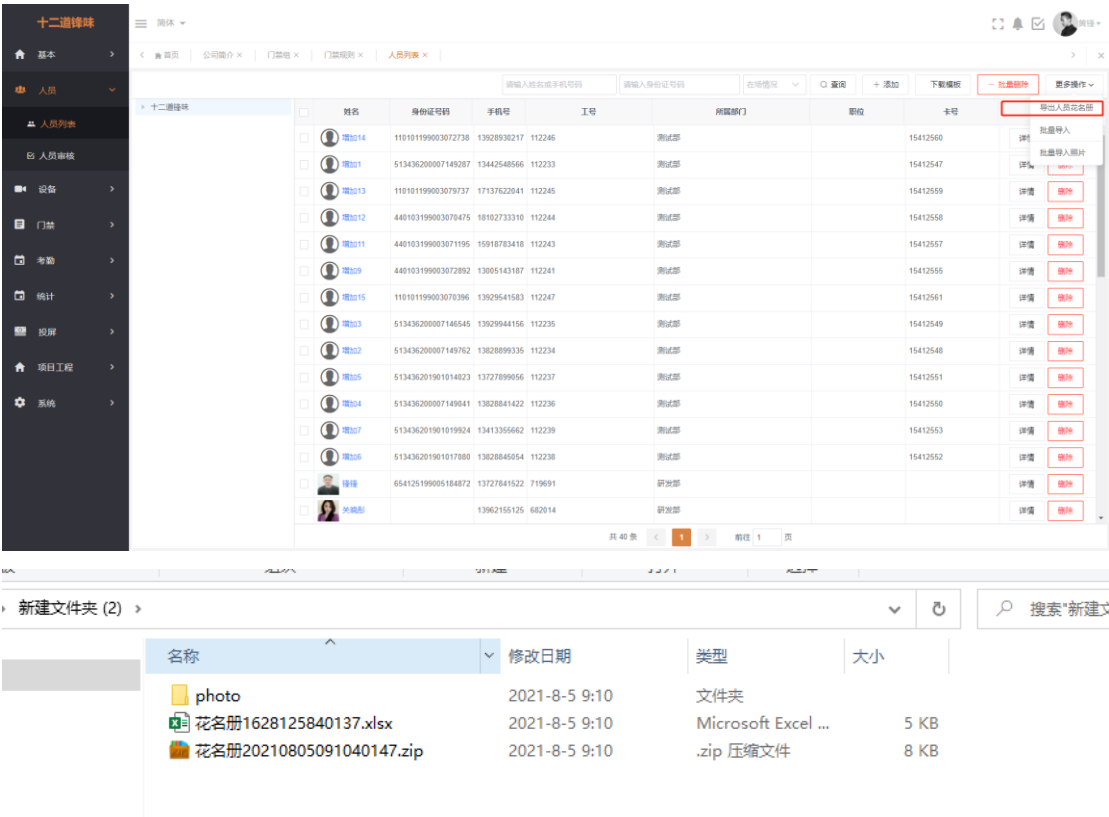 十二道锋味
简体
基本
首页 公司简介 × 门禁组 × 门禁规则 × 人员列表 ×
人员
请输入姓名或手机号码 请输入身份证号码 在场情况 查询 + 添加 下载模板 批量删除 更多操作
导出人员花名册
批量导入
批量导入照片
人员列表
人员审核
设备
门禁
考勤
统计
投屏
项目工程
系统
十二道锋味
姓名 身份证号码 手机号 工号 所属部门 职位 卡号
增加14 110101199003072738 13928930217 112246 测试部 15412560
增加1 513436200007149287 13442548566 112233 测试部 15412547 详情 删除
增加13 110101199003079737 17137622041 112245 测试部 15412559 详情 删除
增加12 440103199003070475 18102733310 112244 测试部 15412558 详情 删除
增加11 440103199003071195 15918783418 112243 测试部 15412557 详情 删除
增加9 440103199003072892 13005143187 112241 测试部 15412555 详情 删除
增加15 110101199003070396 13929541583 112247 测试部 15412561 详情 删除
增加3 513436200007146545 13929944156 112235 测试部 15412549 详情 删除
增加2 513436200007149762 13828899335 112234 测试部 15412548 详情 删除
增加5 513436201901014023 13727899056 112237 测试部 15412551 详情 删除
增加4 513436200007149041 13828841422 112236 测试部 15412550 详情 删除
增加7 513436201901019924 13413355662 112239 测试部 15412553 详情 删除
增加6 513436201901017080 13828845054 112238 测试部 15412552 详情 删除
锋锋 654125199005184872 13727841522 719691 研发部 详情 删除
关晓彤 13962155125 682014 研发部 详情 删除
共 40 条 1 前往 1 页
新建文件夹 (2)
搜索"新建文
名称 修改日期 类型 大小
photo 2021-8-5 9:10 文件夹
花名册1628125840137.xlsx 2021-8-5 9:10 Microsoft Excel ... 5 KB
花名册20210805091040147.zip 2021-8-5 9:10 .zip 压缩文件 8 KB